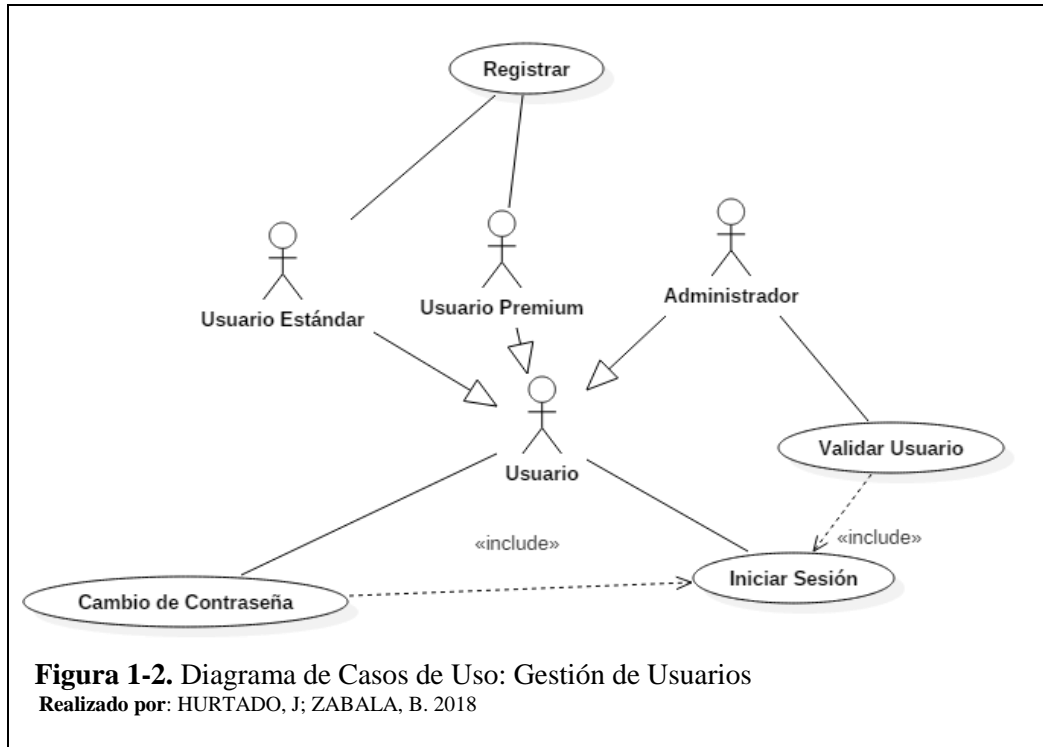 Registrar
Usuario Estándar
Usuario Premium
Administrador
Usuario
Validar Usuario
«include»
«include»
Iniciar Sesión
Cambio de Contraseña
Figura 1-2. Diagrama de Casos de Uso: Gestión de Usuarios
Realizado por: HURTADO, J; ZABALA, B. 2018